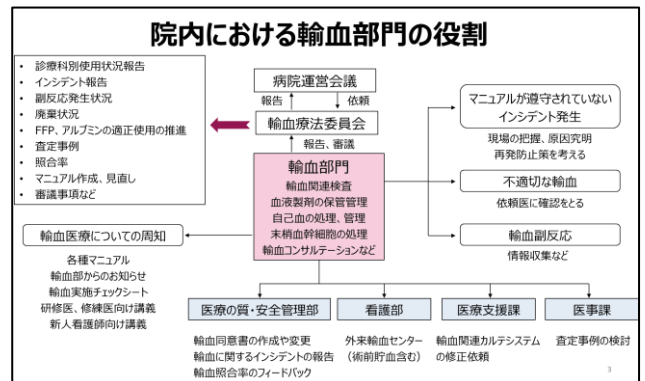 院内における輸血部門の役割
• 診療科別使用状況報告
• インシデント報告
• 副反応発生状況
• 廃棄状況
• FFP、アルブミンの適正使用の推進
• 査定事例
• 照合率
• マニュアル作成、見直し
• 審議事項など
病院運営会議
報告
依頼
輸血療法委員会
報告、審議
輸血部門
輸血関連検査
血液製剤の保管管理
自己血の処理、管理
末梢血幹細胞の処理
輸血コンサルテーションなど
マニュアルが遵守されていない
インシデント発生
現場の把握、原因究明
再発防止策を考える
不適切な輸血
依頼医に確認をとる
輸血副反応
情報収集など
輸血医療についての周知
各種マニュアル
輸血部からのお知らせ
輸血実施チェックシート
研修医、修練医向け講義
新人看護師向け講義
医療の質・安全管理部
輸血同意書の作成や変更
輸血に関するインシデントの報告
輸血照合率のフィードバック
看護部
外来輸血センター
(術前貯血含む)
医療支援課
輸血関連カルテシステム
の修正依頼
医事課
査定事例の検討
3